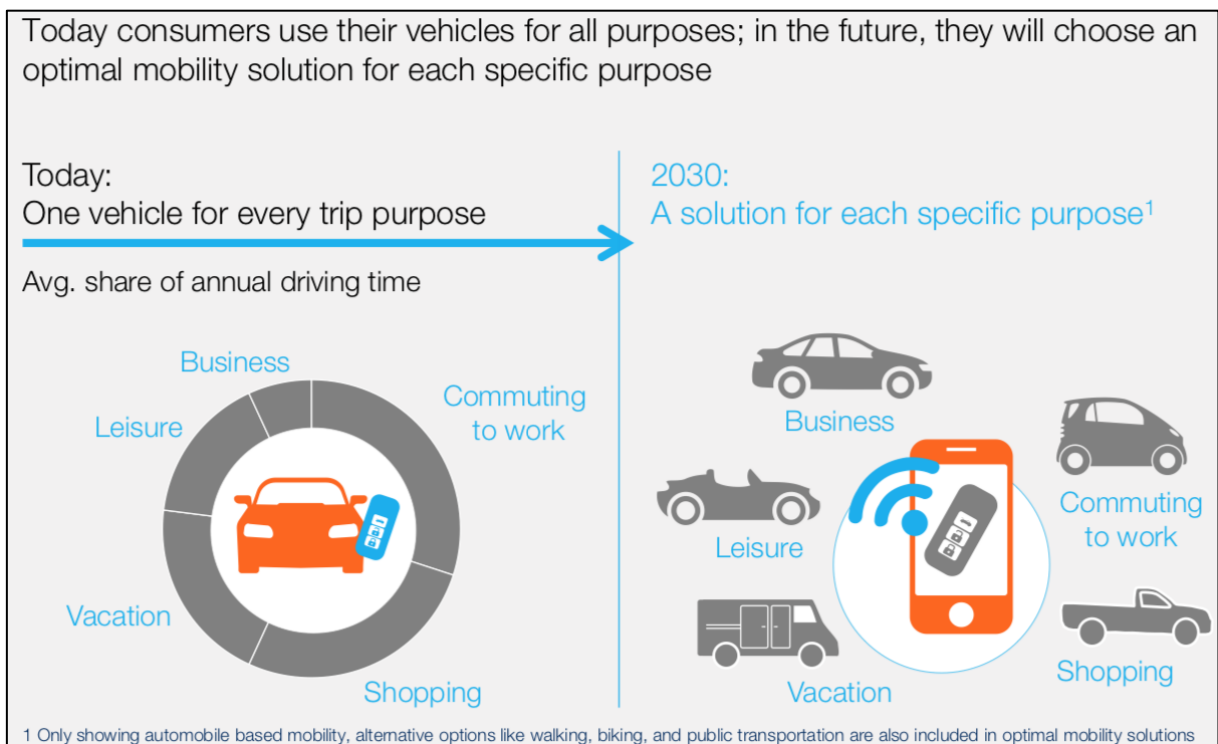 Today consumers use their vehicles for all purposes; in the future, they will choose an
optimal mobility solution for each specific purpose
Today:
One vehicle for every trip purpose
Avg. share of annual driving time
Business
Commuting
to work
Leisure
Vacation
Shopping
2030:
A solution for each specific purpose¹
Business
Commuting
to work
Leisure
Shopping
Vacation
1 Only showing automobile based mobility, alternative options like walking, biking, and public transportation are also included in optimal mobility solutions